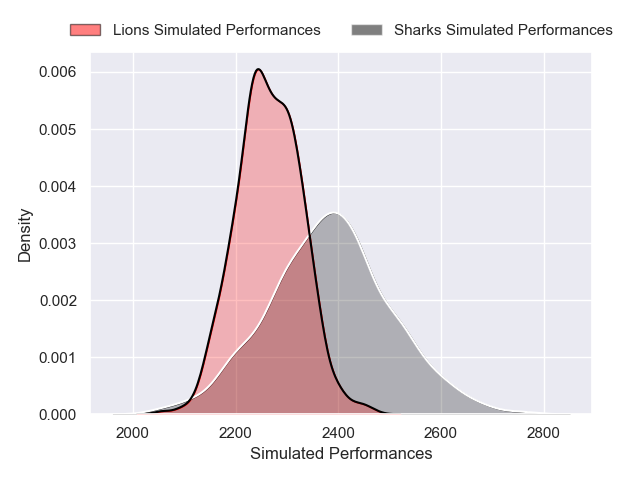 Lions Simulated Performances Sharks Simulated Performances
0.006
0.005
0.004
0.003
0.002
0.001
0.000
Density
2000 2200 2400 2600 2800
Simulated Performances